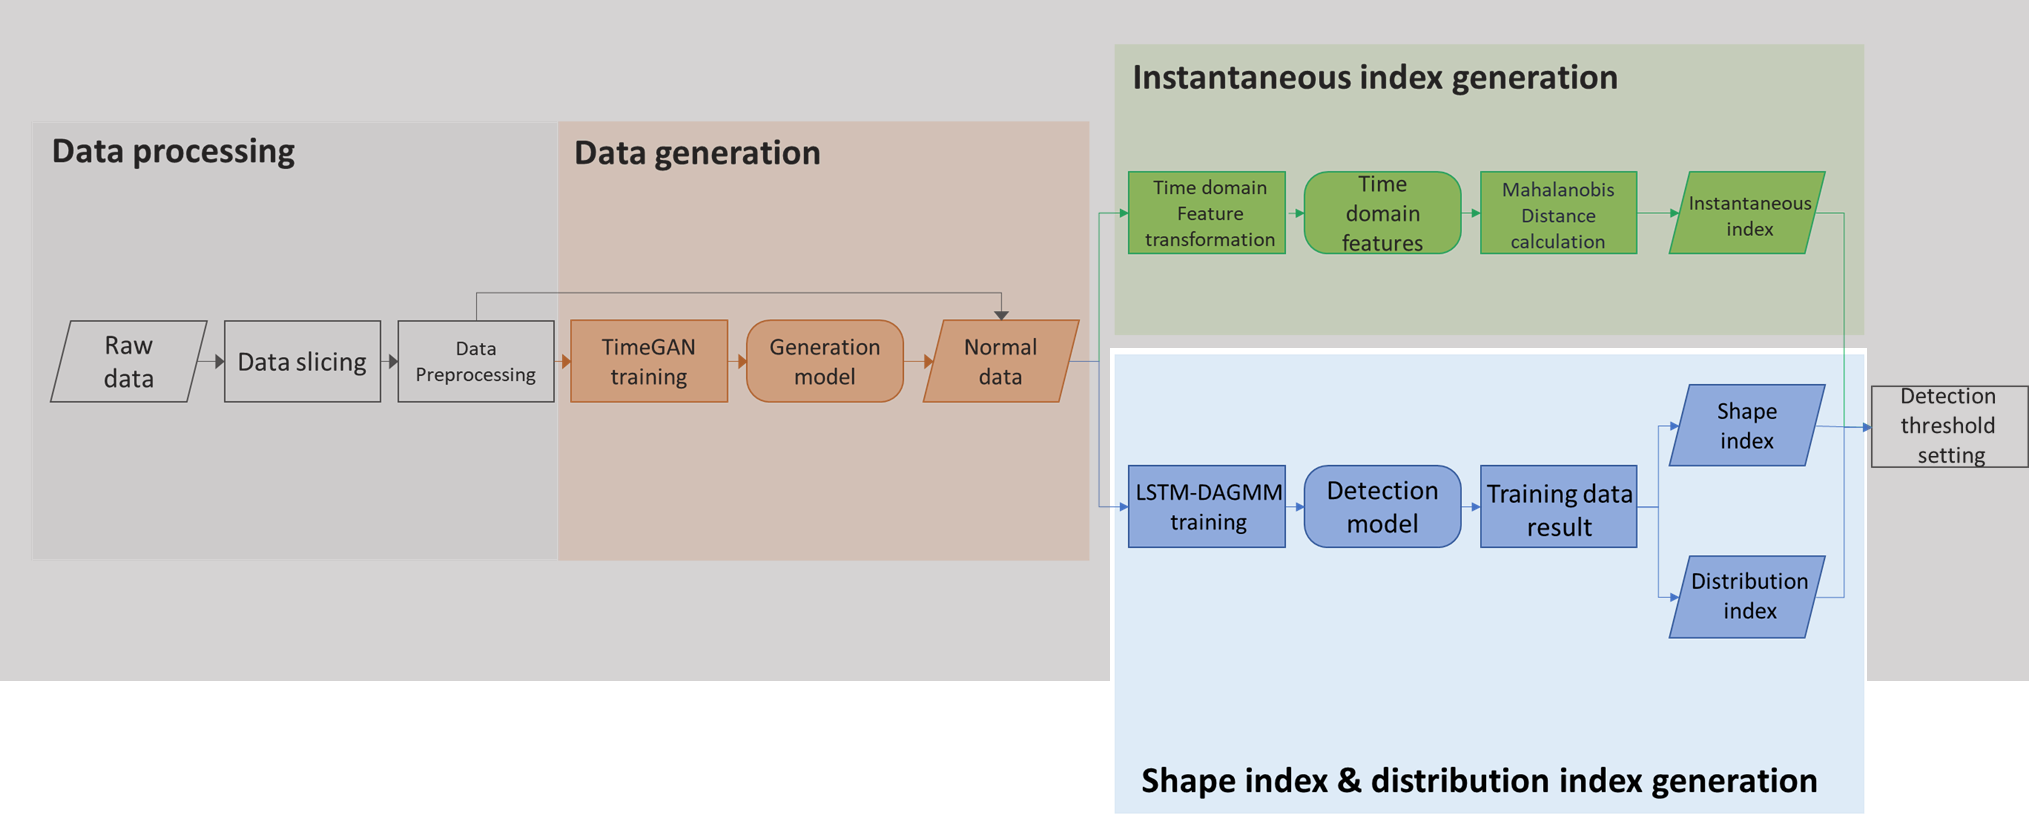 Instantaneous index generation
Data processing
Data generation
Time domain
Feature
transformation
Time
domain
features
Mahalanobis
Distance
calculation
Instantaneous
index
Raw
data
Data slicing
Data
Preprocessing
TimeGAN
training
Generation
model
Normal
data
Shape
index
Detection
threshold
setting
LSTM-DAGMM
training
Detection
model
Training data
result
Distribution
index
Shape index & distribution index generation